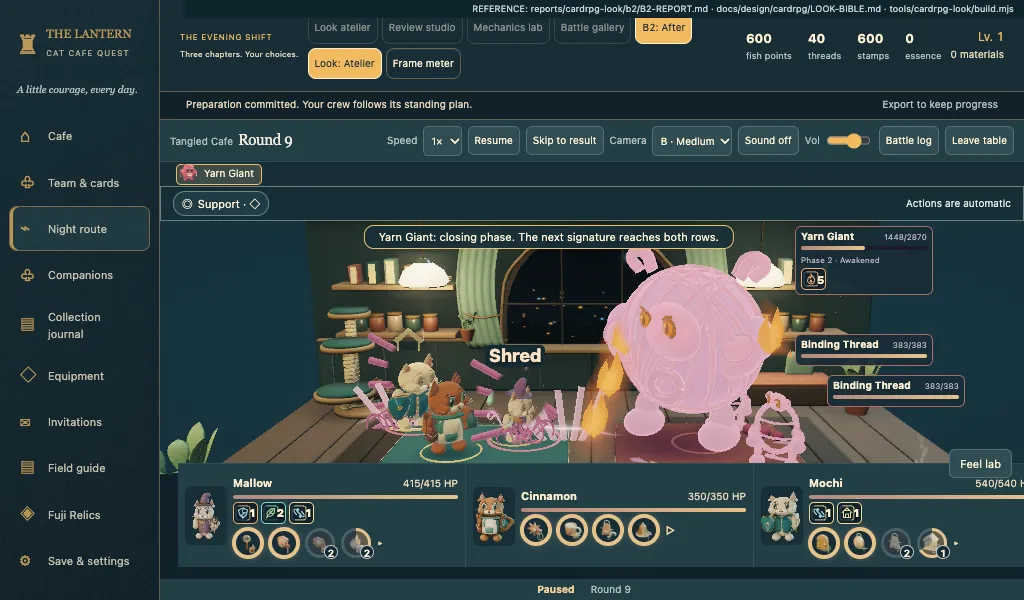 REFERENCE: reports/cardrpg-look/b2/B2-REPORT.md · docs/design/cardrpg/LOOK-BIBLE.md · tools/cardrpg-look/build.mjs
THE LANTERN
CAT CAFE QUEST
A little courage, every day.
Cafe
Team & cards
Night route
Companions
Collection journal
Equipment
Invitations
Field guide
Fuji Relics
Save & settings
THE EVENING SHIFT
Three chapters. Your choices.
Look atelier
Review studio
Mechanics lab
Battle gallery
B2: After
Look: Atelier
Frame meter
600 fish points
40 threads
600 stamps
0 essence
Lv. 1
0 materials
Preparation committed. Your crew follows its standing plan.
Export to keep progress
Tangled Cafe Round 9
Speed 1x Resume Skip to result Camera B · Medium Sound off Vol Battle log Leave table
Yarn Giant
Support ·
Actions are automatic
Yarn Giant: closing phase. The next signature reaches both rows.
Yarn Giant 1448/2870
Phase 2 · Awakened
5
Binding Thread 383/383
Binding Thread 383/383
Shred
Feel lab
Mallow 415/415 HP
1 2 1
2 2
Cinnamon 350/350 HP
Mochi 540/540 H
1 1
2 1
Paused Round 9